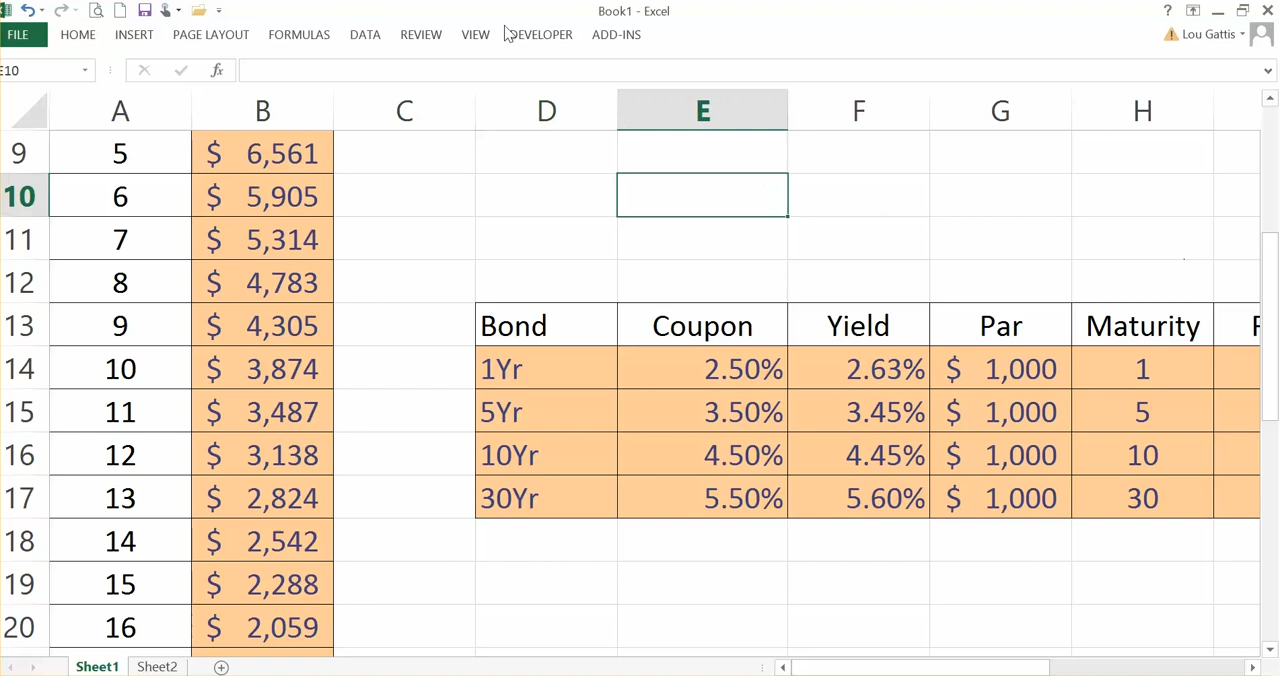 Book1 - Excel
?
FILE HOME INSERT PAGE LAYOUT FORMULAS DATA REVIEW VIEW DEVELOPER ADD-INS
Lou Gattis
E10
fx
A B C D E F G H
9 5 $ 6,561
10 6 $ 5,905
11 7 $ 5,314
12 8 $ 4,783
13 9 $ 4,305 Bond Coupon Yield Par Maturity
14 10 $ 3,874 1Yr 2.50% 2.63% $ 1,000 1
15 11 $ 3,487 5Yr 3.50% 3.45% $ 1,000 5
16 12 $ 3,138 10Yr 4.50% 4.45% $ 1,000 10
17 13 $ 2,824 30Yr 5.50% 5.60% $ 1,000 30
18 14 $ 2,542
19 15 $ 2,288
20 16 $ 2,059
Sheet1 Sheet2